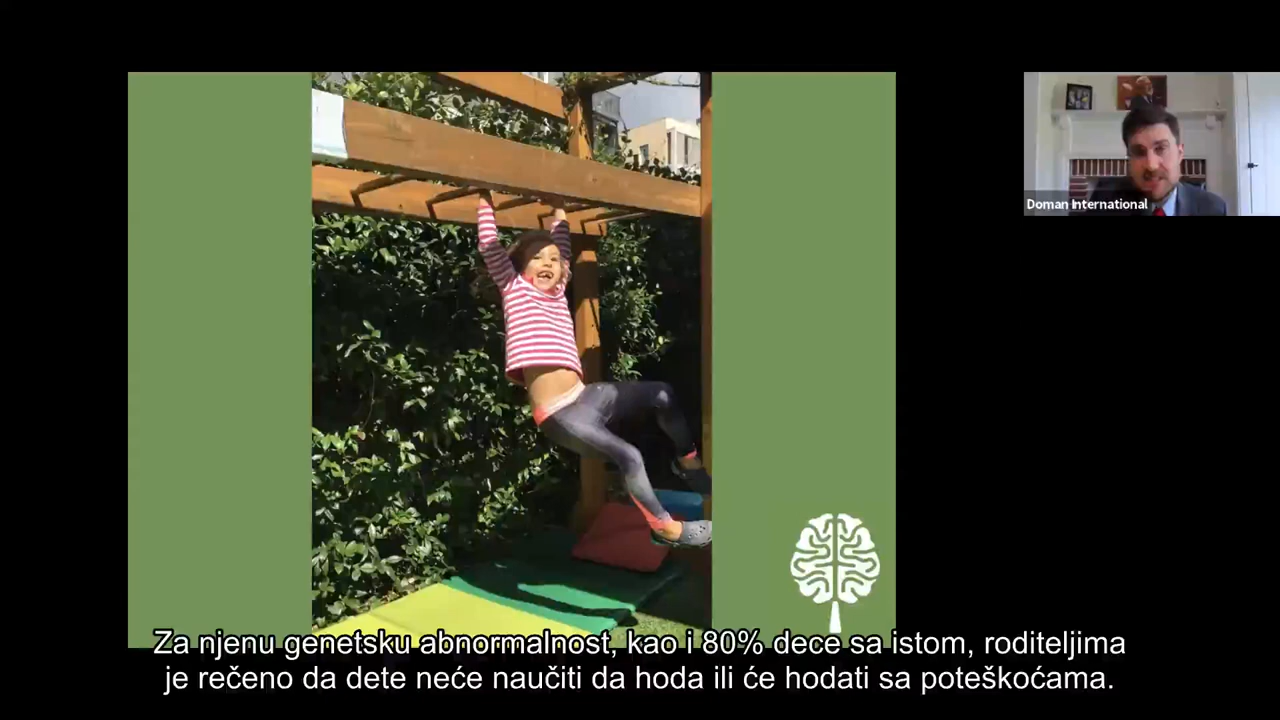 Doman International
Za njenu genetsku abnormalnost, kao i 80% dece sa istom, roditeljima
je rečeno da dete neće naučiti da hoda ili će hodati sa poteškoćama.